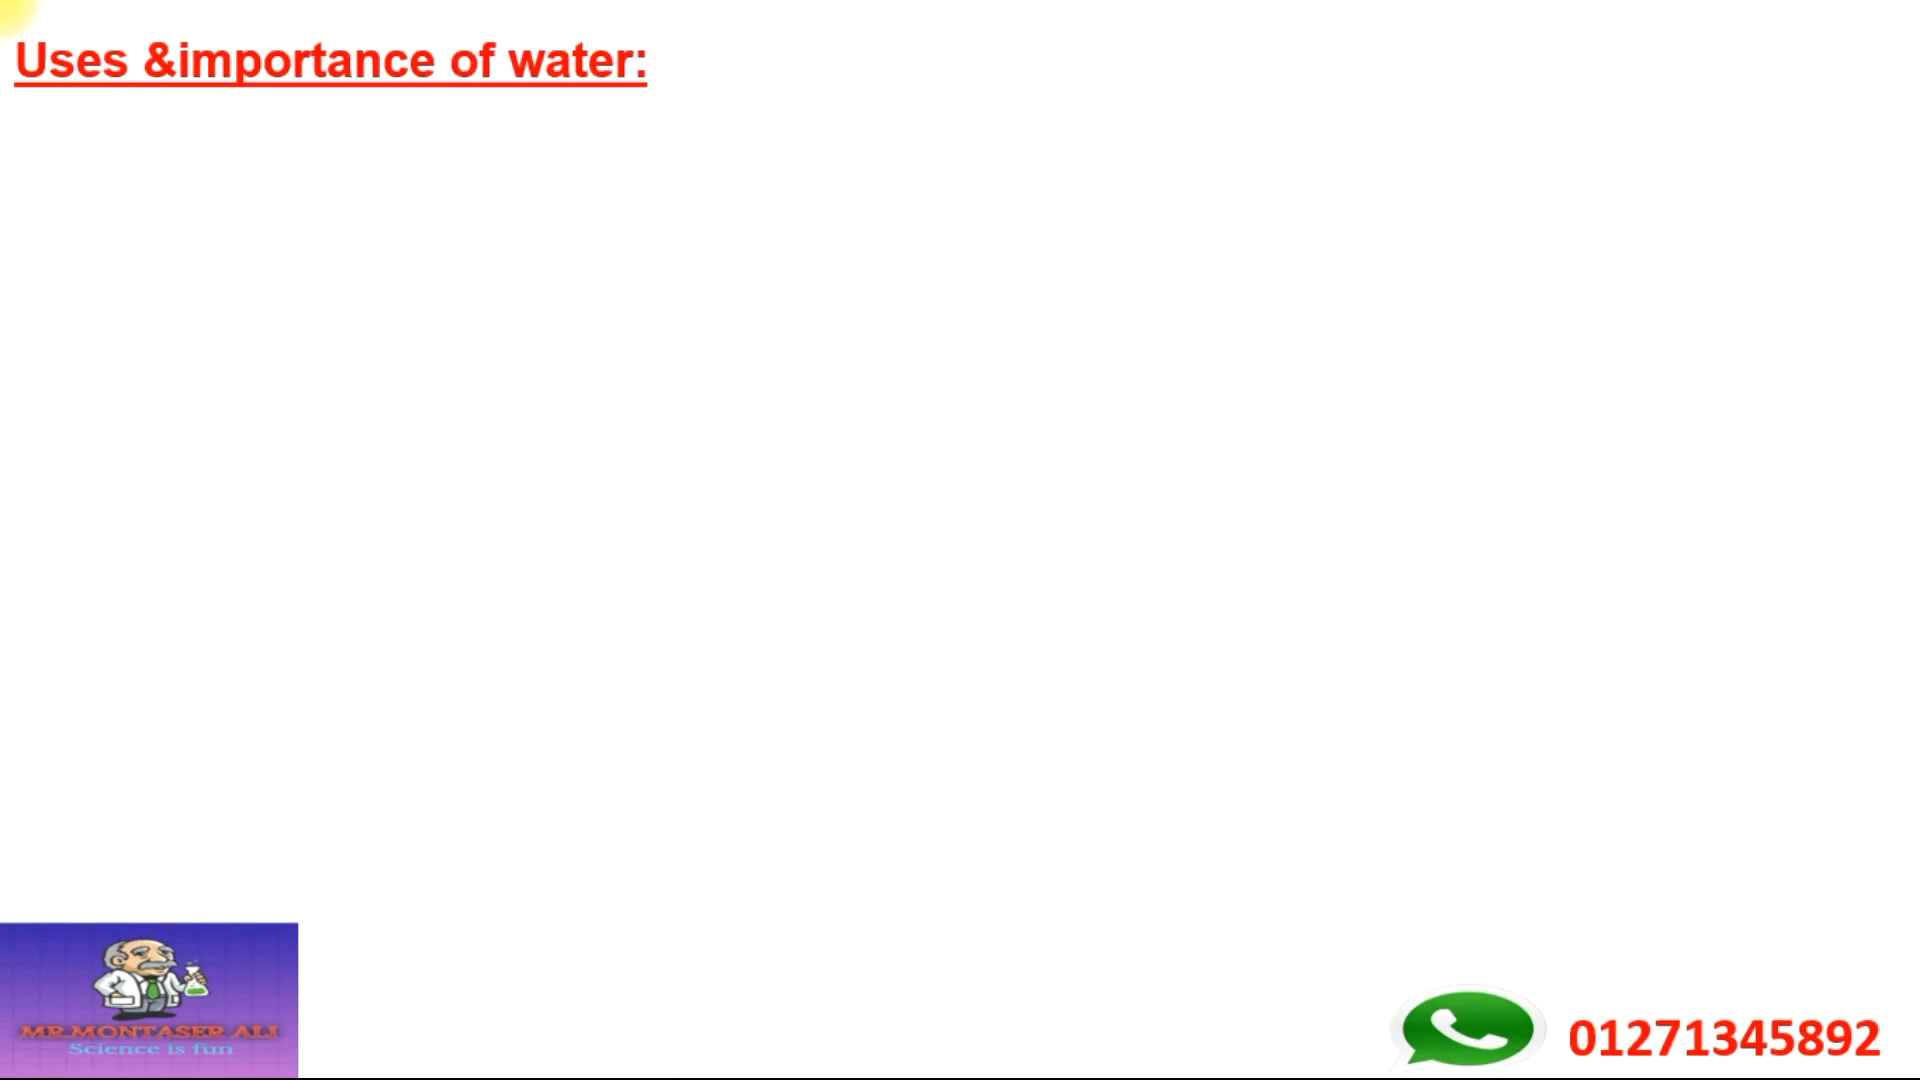 Uses &importance of water:
MR.MONTASER ALI
Science is fun
01271345892